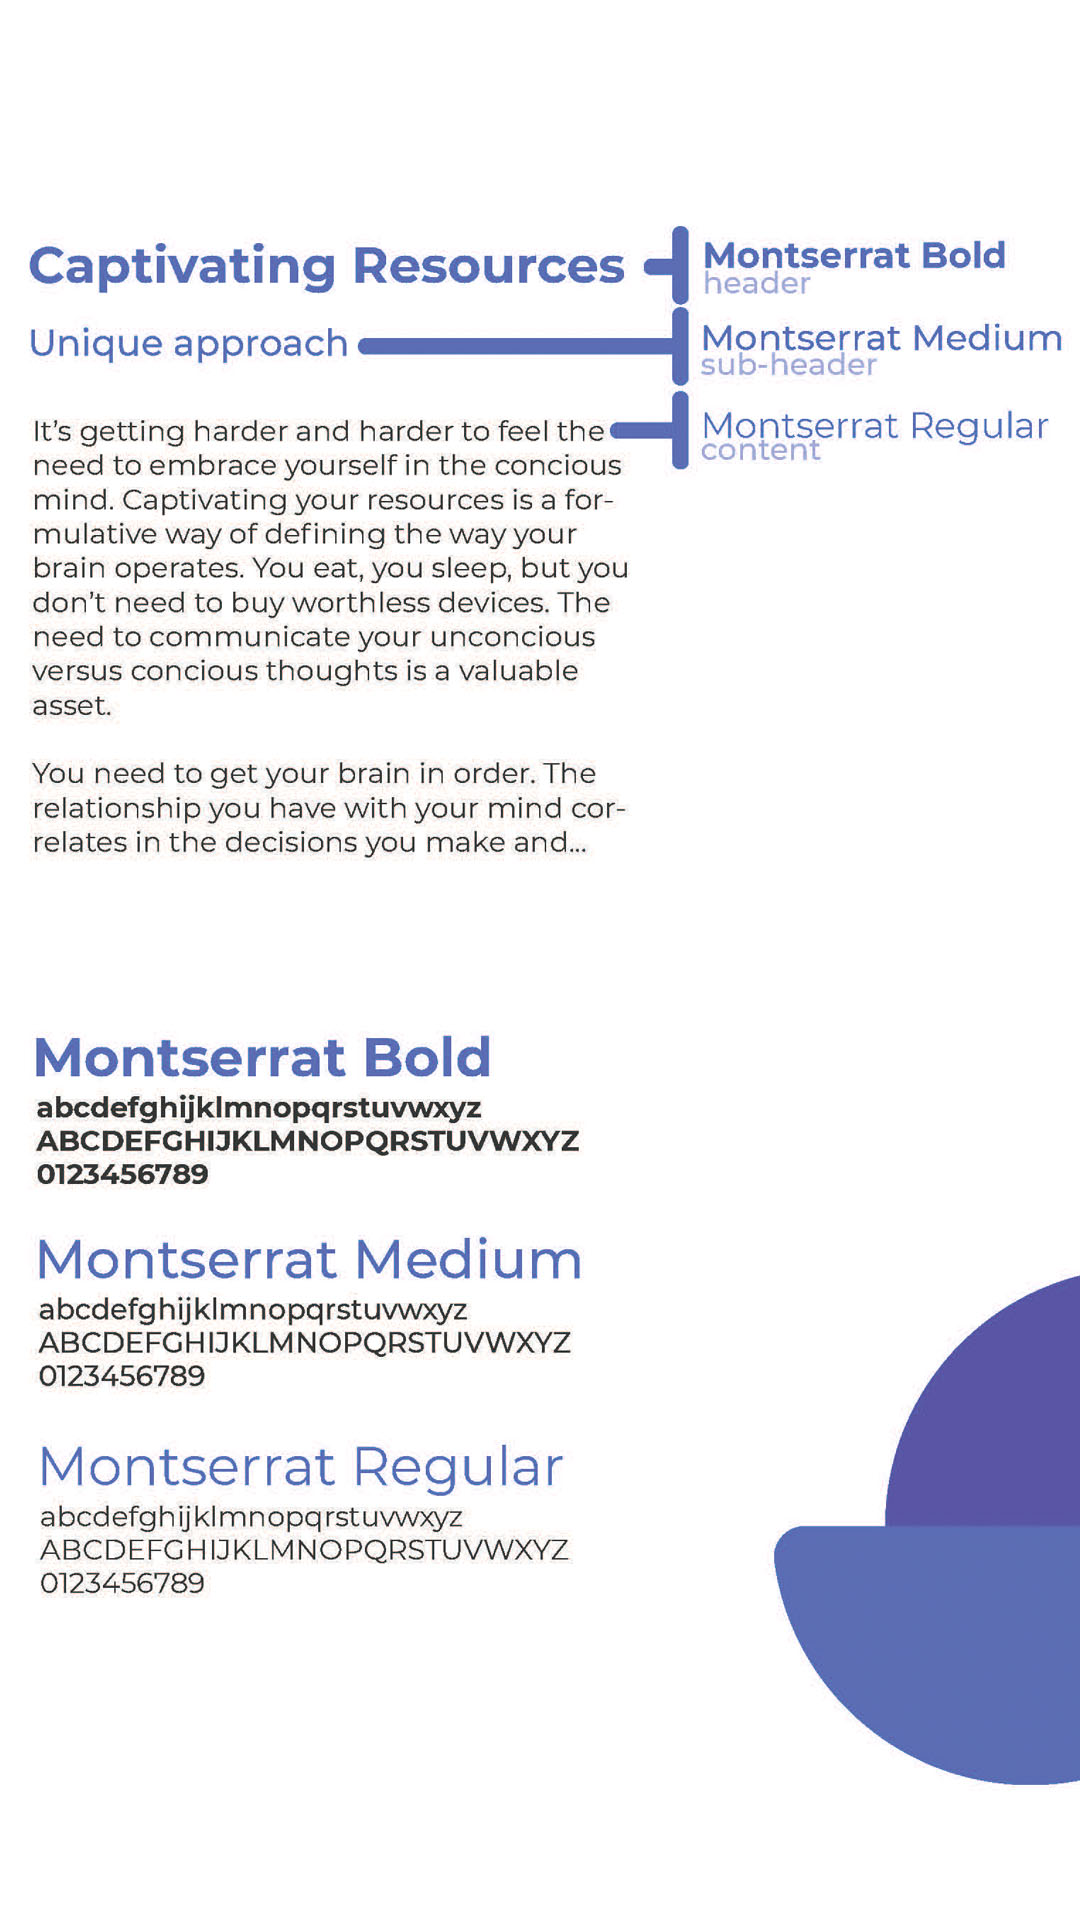 Captivating Resources
Montserrat Bold
header
Unique approach
Montserrat Medium
sub-header
Montserrat Regular
content
It’s getting harder and harder to feel the
need to embrace yourself in the concious
mind. Captivating your resources is a for-
mulative way of defining the way your
brain operates. You eat, you sleep, but you
don’t need to buy worthless devices. The
need to communicate your unconcious
versus concious thoughts is a valuable
asset.
You need to get your brain in order. The
relationship you have with your mind cor-
relates in the decisions you make and...
Montserrat Bold
abcdefghijklmnopqrstuvwxyz
ABCDEFGHIJKLMNOPQRSTUVWXYZ
0123456789
Montserrat Medium
abcdefghijklmnopqrstuvwxyz
ABCDEFGHIJKLMNOPQRSTUVWXYZ
0123456789
Montserrat Regular
abcdefghijklmnopqrstuvwxyz
ABCDEFGHIJKLMNOPQRSTUVWXYZ
0123456789